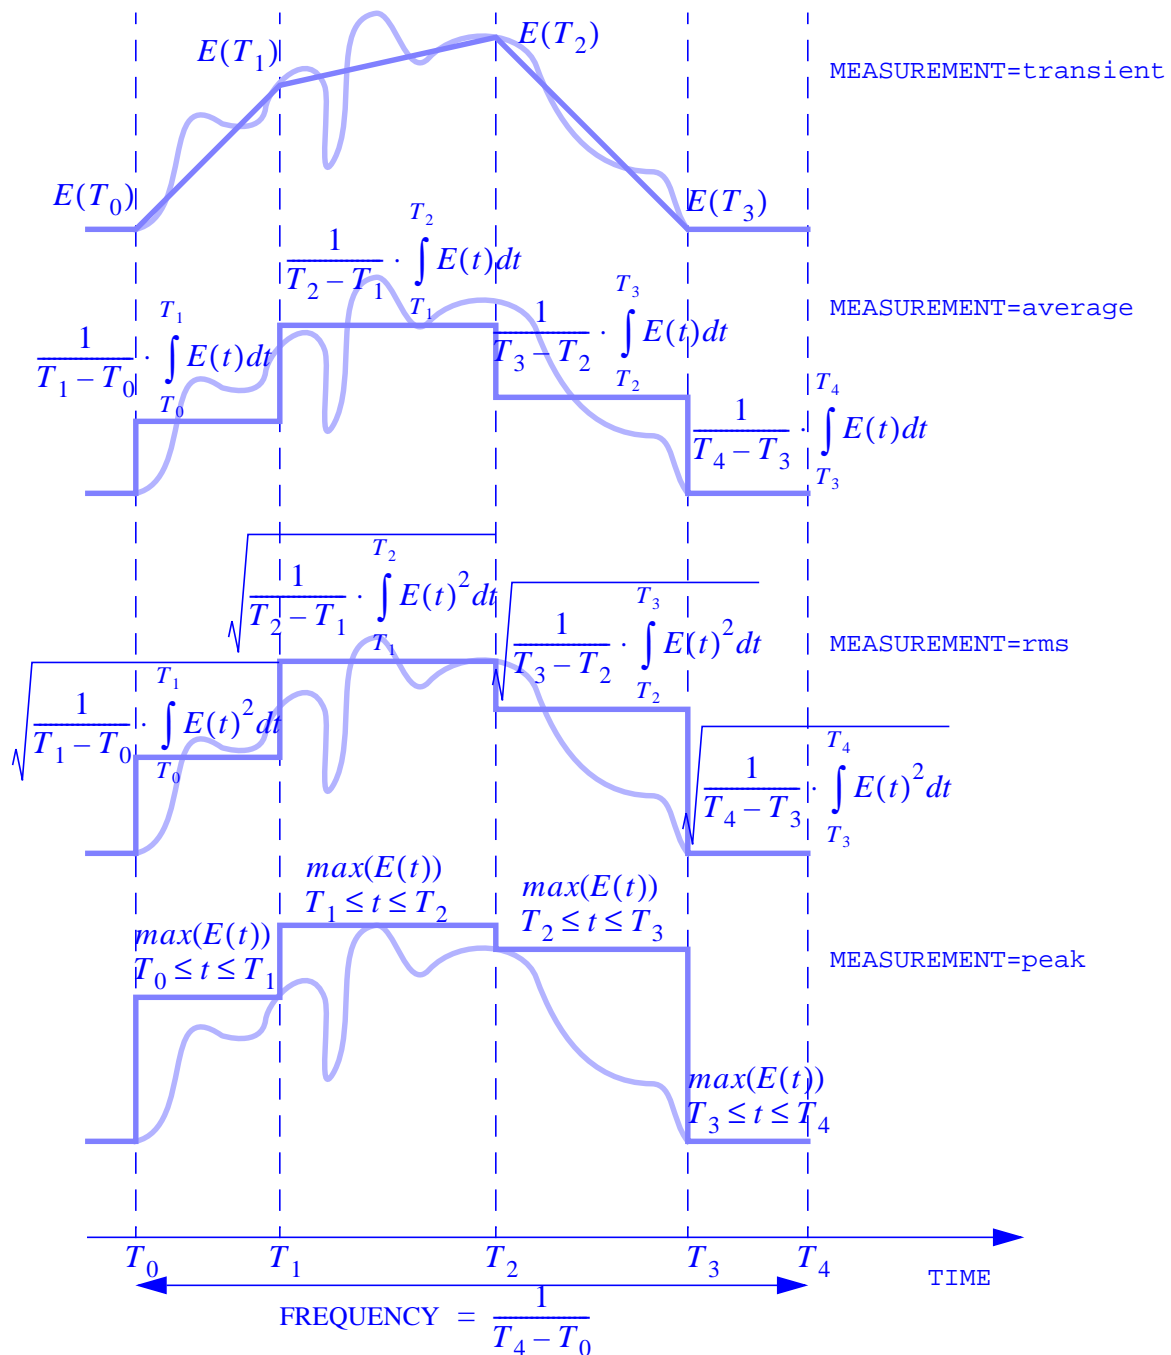 E(T₁)
E(T₂)
MEASUREMENT=transient
E(T₀)
E(T₃)
1/(T₂ – T₁) · ∫_{T₁}^{T₂} E(t)dt
MEASUREMENT=average
1/(T₁ – T₀) · ∫_{T₀}^{T₁} E(t)dt
1/(T₃ – T₂) · ∫_{T₂}^{T₃} E(t)dt
1/(T₄ – T₃) · ∫_{T₃}^{T₄} E(t)dt
√(1/(T₂ – T₁) · ∫_{T₁}^{T₂} E(t)²dt)
√(1/(T₃ – T₂) · ∫_{T₂}^{T₃} E(t)²dt)
MEASUREMENT=rms
√(1/(T₁ – T₀) · ∫_{T₀}^{T₁} E(t)²dt)
√(1/(T₄ – T₃) · ∫_{T₃}^{T₄} E(t)²dt)
max(E(t))
T₁ ≤ t ≤ T₂
max(E(t))
T₂ ≤ t ≤ T₃
max(E(t))
T₀ ≤ t ≤ T₁
MEASUREMENT=peak
max(E(t))
T₃ ≤ t ≤ T₄
T₀ T₁ T₂ T₃ T₄
TIME
FREQUENCY = 1/(T₄ – T₀)